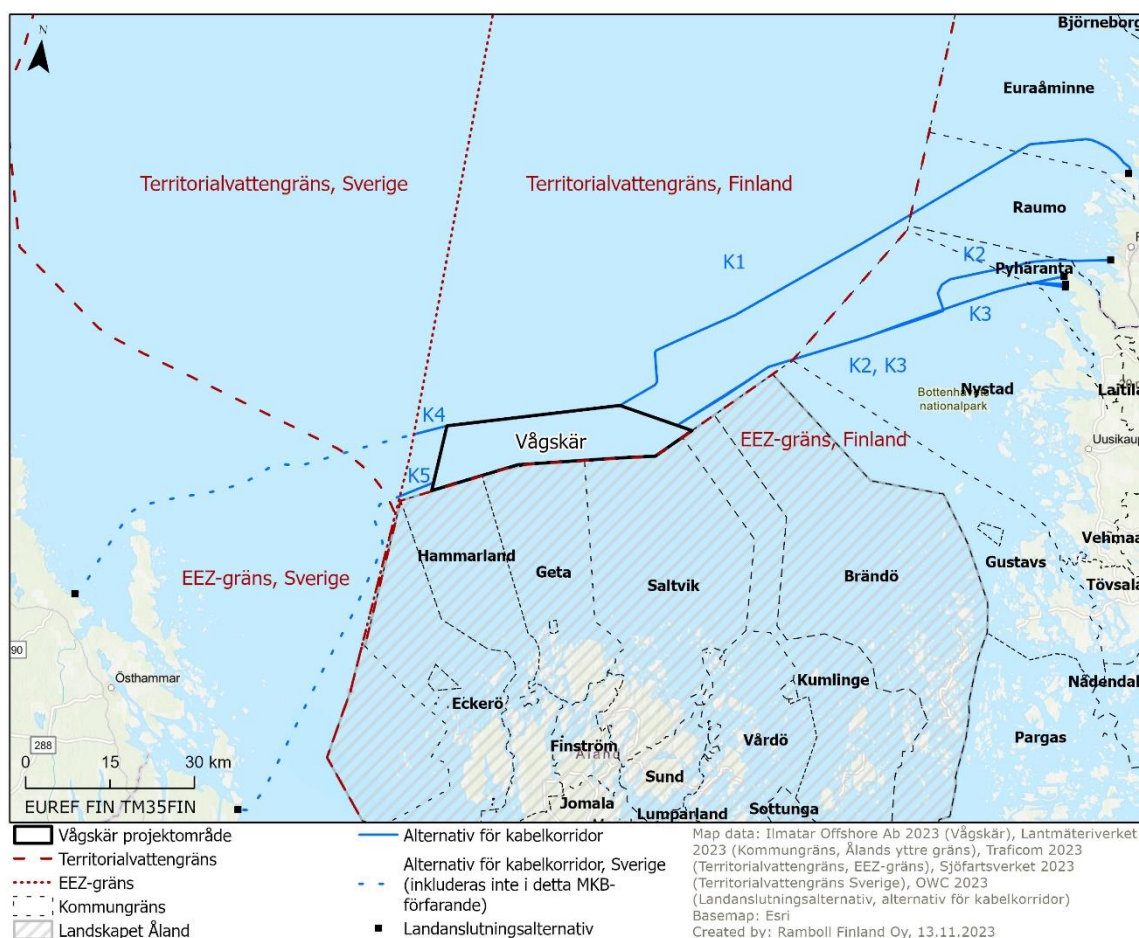 N
Björneborg
Euraåminne
Territorialvattengräns, Sverige
Territorialvattengräns, Finland
Raumo
K1
K2
Pyhäranta
K3
K2, K3
Nystad
Bottenhavets
nationalpark
Laitila
K4
Vågskär
EEZ-gräns, Finland
Uusikaup
K5
Vehmaa
Hammarland
Geta
Saltvik
Brändö
Gustavs
EEZ-gräns, Sverige
Tövsala
90
Östhammar
Eckerö
Kumlinge
Nådendal
288
Finström
Åland
Vårdö
Pargas
0 15 30 km
Sund
EUREF FIN TM35FIN
Jomala
Lumparland
Sottunga
Vågskär projektområde
Territorialvattengräns
EEZ-gräns
Kommungräns
Landskapet Åland
Alternativ för kabelkorridor
Alternativ för kabelkorridor, Sverige
(inkluderas inte i detta MKB-
förfarande)
Landanslutningsalternativ
Map data: Ilmatar Offshore Ab 2023 (Vågskär), Lantmäteriverket
2023 (Kommungräns, Ålands yttre gräns), Traficom 2023
(Territorialvattengräns, EEZ-gräns), Sjöfartsverket 2023
(Territorialvattengräns Sverige), OWC 2023
(Landanslutningsalternativ, alternativ för kabelkorridor)
Basemap: Esri
Created by: Ramboll Finland Oy, 13.11.2023